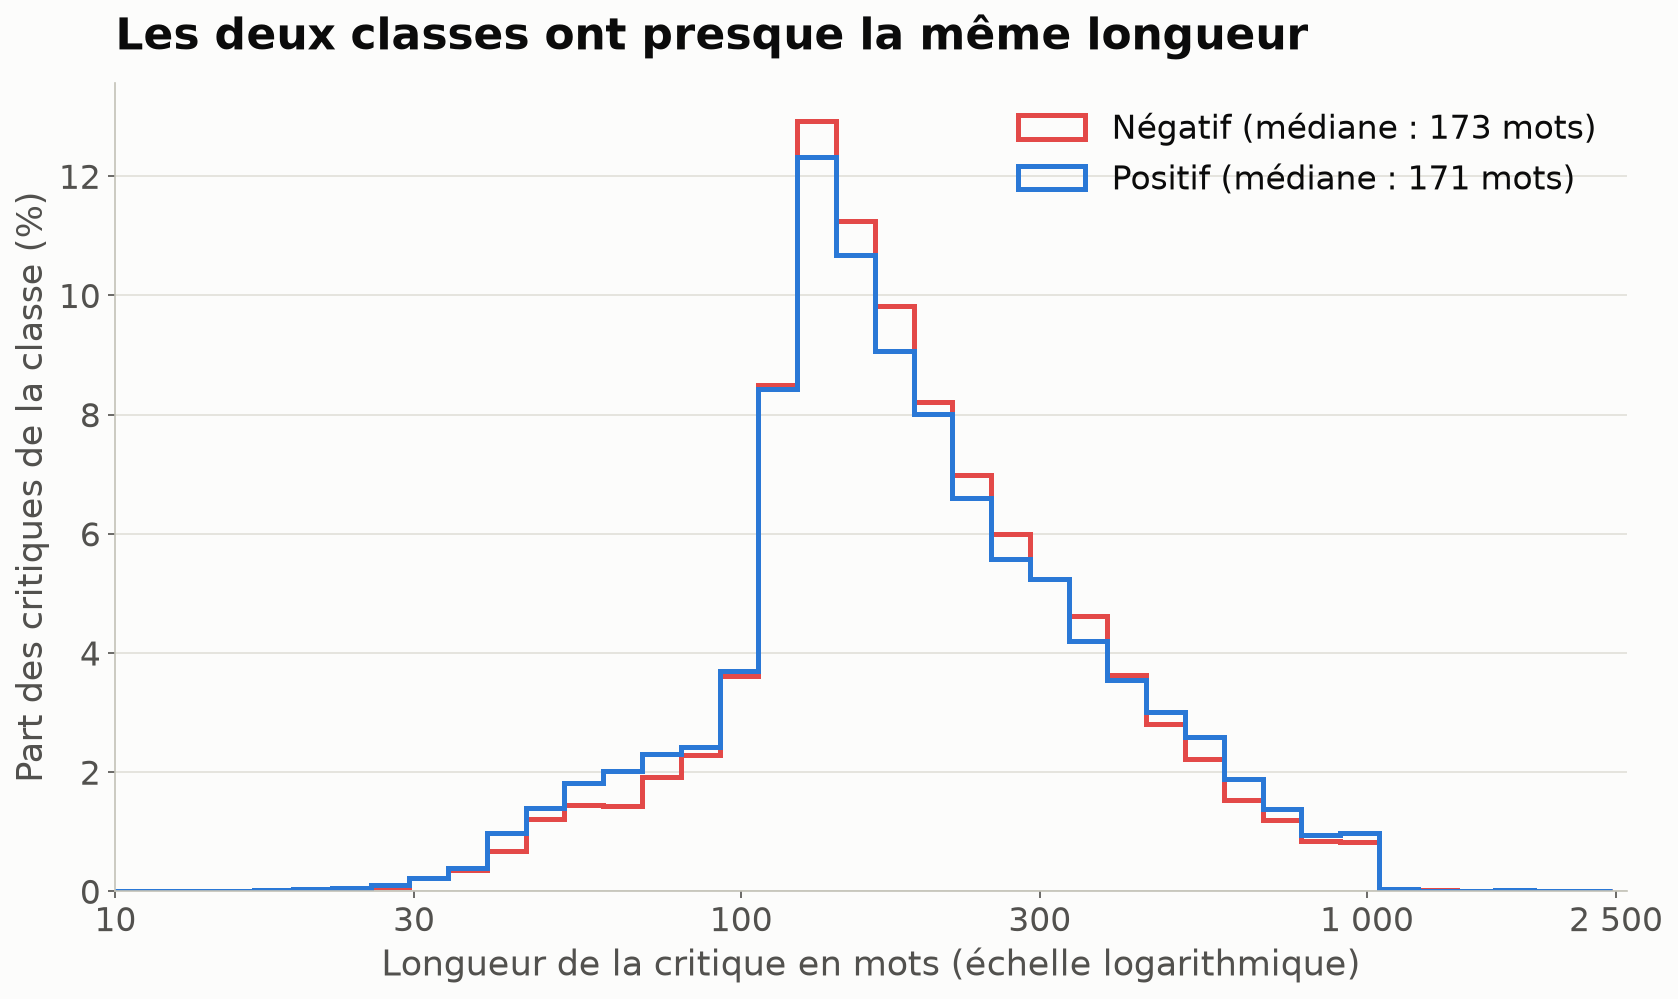 Les deux classes ont presque la même longueur
Négatif (médiane : 173 mots)
Positif (médiane : 171 mots)
Part des critiques de la classe (%)
12
10
8
6
4
2
0
10 30 100 300 1 000 2 500
Longueur de la critique en mots (échelle logarithmique)